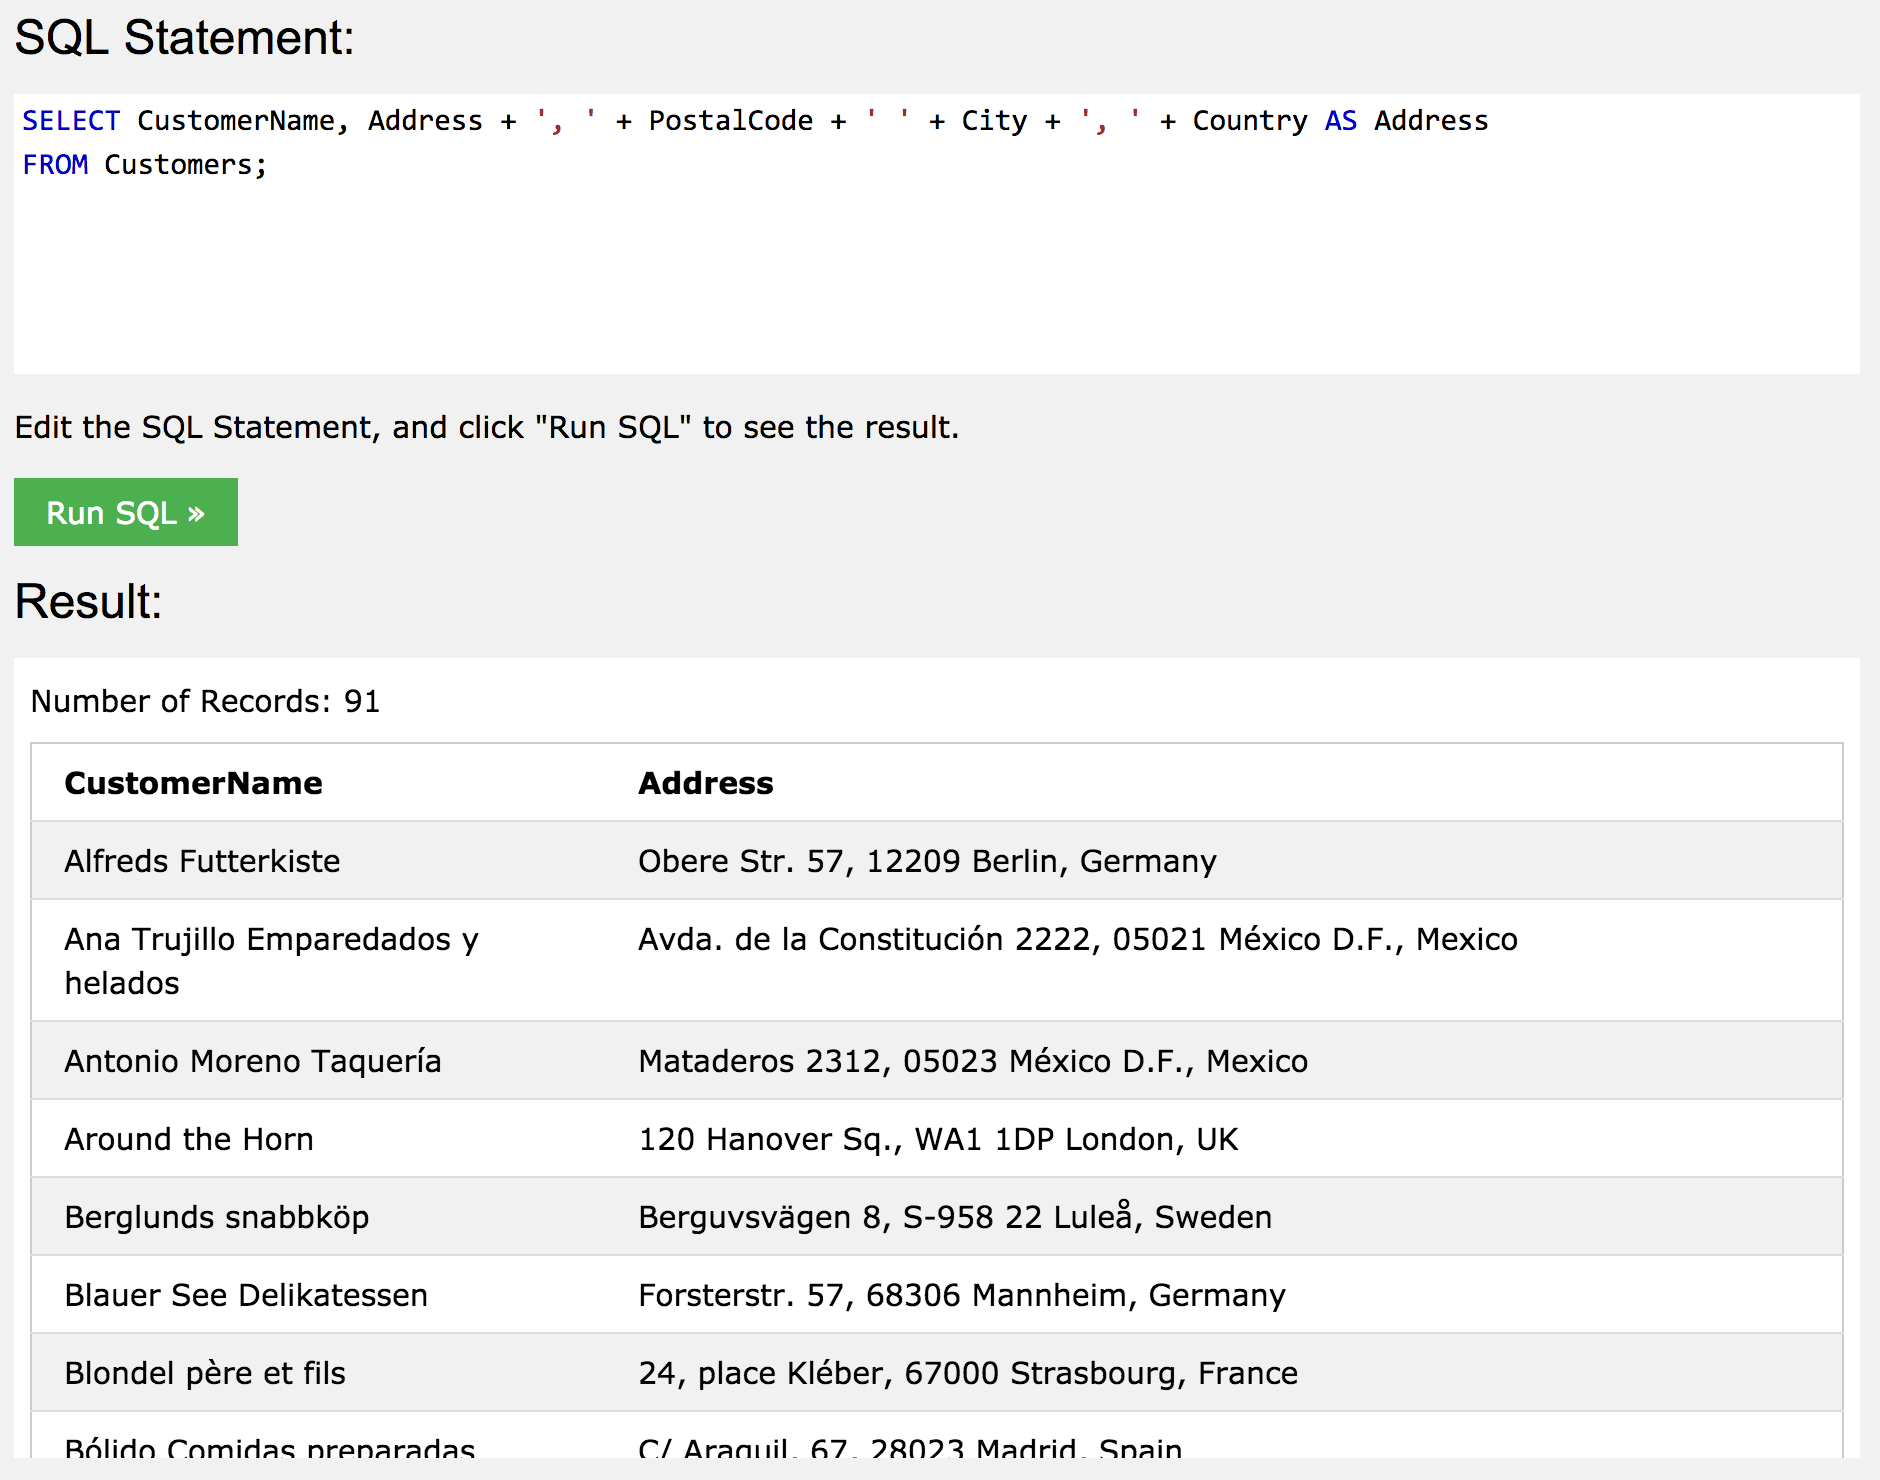 SQL Statement:
SELECT CustomerName, Address + ', ' + PostalCode + ' ' + City + ', ' + Country AS Address
FROM Customers;
Edit the SQL Statement, and click "Run SQL" to see the result.
Run SQL »
Result:
Number of Records: 91
CustomerName Address
Alfreds Futterkiste Obere Str. 57, 12209 Berlin, Germany
Ana Trujillo Emparedados y Avda. de la Constitución 2222, 05021 México D.F., Mexico
helados
Antonio Moreno Taquería Mataderos 2312, 05023 México D.F., Mexico
Around the Horn 120 Hanover Sq., WA1 1DP London, UK
Berglunds snabbköp Berguvsvägen 8, S-958 22 Luleå, Sweden
Blauer See Delikatessen Forsterstr. 57, 68306 Mannheim, Germany
Blondel père et fils 24, place Kléber, 67000 Strasbourg, France
Bólido Comidas preparadas C/ Araquil, 67, 28023 Madrid, Spain